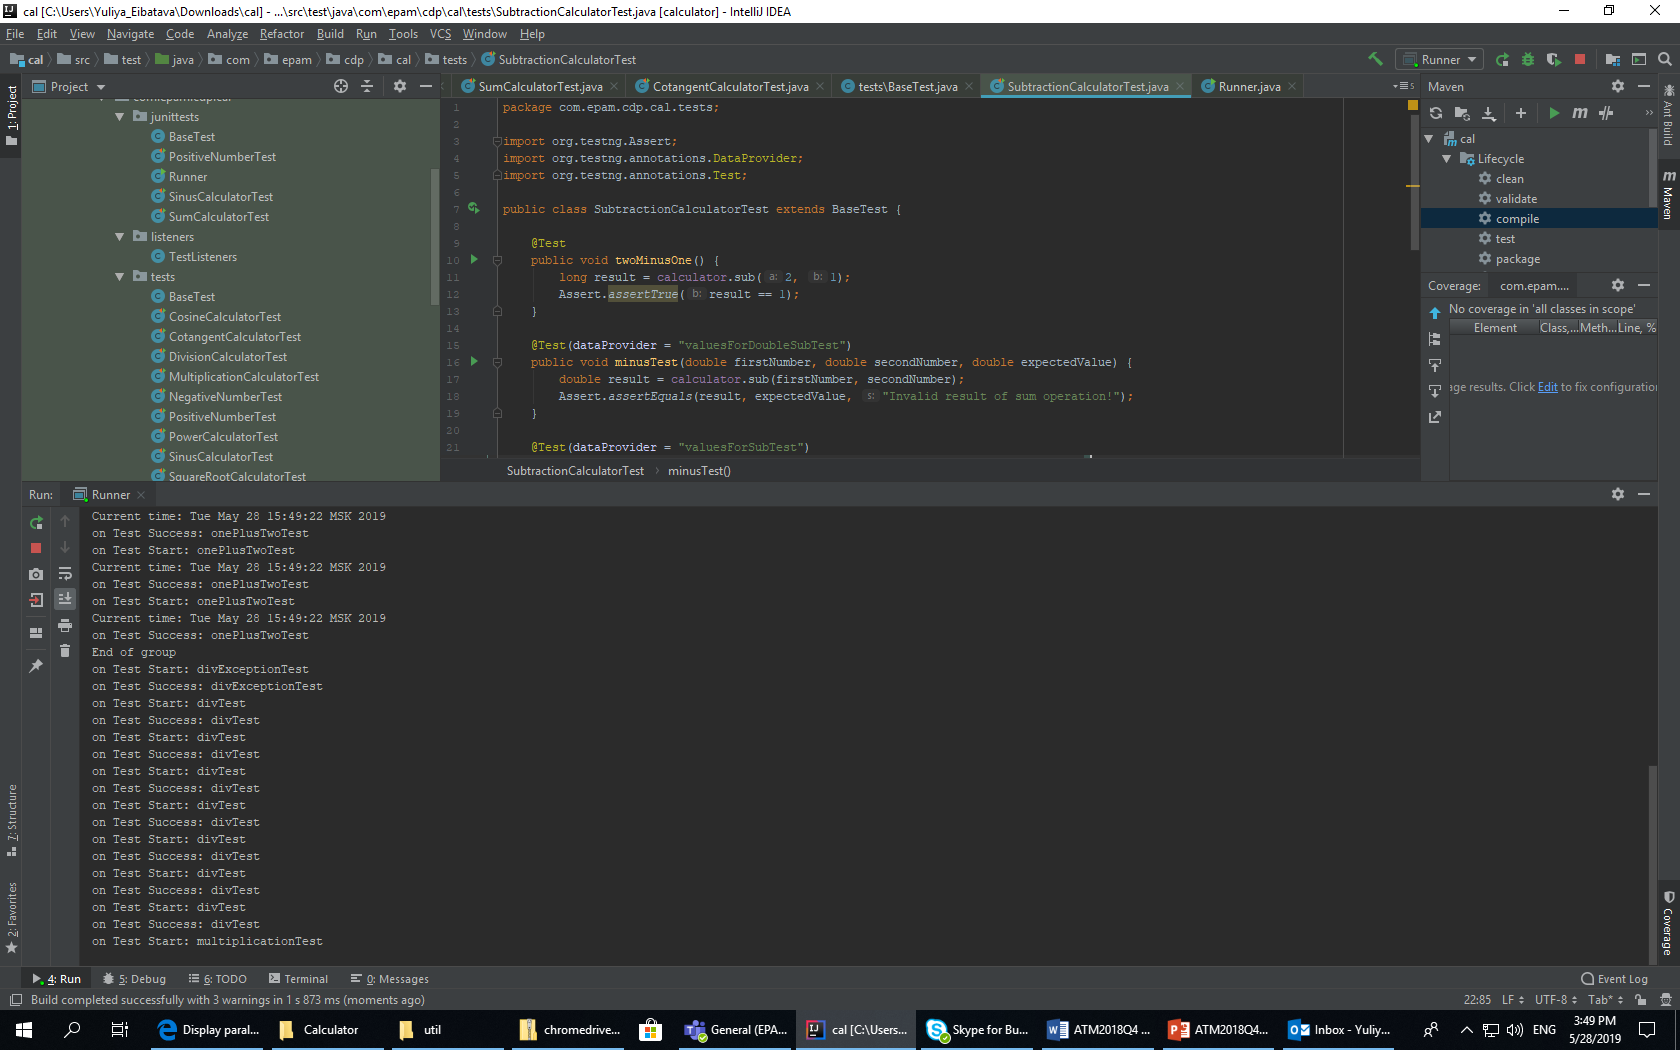 cal [C:\Users\Yuliya_Eibatava\Downloads\cal] - ...\src\test\java\com\epam\cdp\cal\tests\SubtractionCalculatorTest.java [calculator] - IntelliJ IDEA
File Edit View Navigate Code Analyze Refactor Build Run Tools VCS Window Help
cal src test java com epam cdp cal tests SubtractionCalculatorTest
Runner
Project
SumCalculatorTest.java CotangentCalculatorTest.java tests\BaseTest.java SubtractionCalculatorTest.java Runner.java
5
1: Project
junittests
BaseTest
PositiveNumberTest
Runner
SinusCalculatorTest
SumCalculatorTest
listeners
TestListeners
tests
BaseTest
CosineCalculatorTest
CotangentCalculatorTest
DivisionCalculatorTest
MultiplicationCalculatorTest
NegativeNumberTest
PositiveNumberTest
PowerCalculatorTest
SinusCalculatorTest
SquareRootCalculatorTest
1 package com.epam.cdp.cal.tests;
2
3 import org.testng.Assert;
4 import org.testng.annotations.DataProvider;
5 import org.testng.annotations.Test;
6
7 public class SubtractionCalculatorTest extends BaseTest {
8
9 @Test
10 public void twoMinusOne() {
11 long result = calculator.sub( a: 2, b: 1);
12 Assert.assertTrue( b: result == 1);
13 }
14
15 @Test(dataProvider = "valuesForDoubleSubTest")
16 public void minusTest(double firstNumber, double secondNumber, double expectedValue) {
17 double result = calculator.sub(firstNumber, secondNumber);
18 Assert.assertEquals(result, expectedValue, s: "Invalid result of sum operation!");
19 }
20
21 @Test(dataProvider = "valuesForSubTest")
SubtractionCalculatorTest › minusTest()
Maven
cal
Lifecycle
clean
validate
compile
test
package
Coverage: com.epam....
No coverage in 'all classes in scope'
Element Class,... Meth... Line, %
age results. Click Edit to fix configuration
Ant Build
Maven
Coverage
Run: Runner
Current time: Tue May 28 15:49:22 MSK 2019
on Test Success: onePlusTwoTest
on Test Start: onePlusTwoTest
Current time: Tue May 28 15:49:22 MSK 2019
on Test Success: onePlusTwoTest
on Test Start: onePlusTwoTest
Current time: Tue May 28 15:49:22 MSK 2019
on Test Success: onePlusTwoTest
End of group
on Test Start: divExceptionTest
on Test Success: divExceptionTest
on Test Start: divTest
on Test Success: divTest
on Test Start: divTest
on Test Success: divTest
on Test Start: divTest
on Test Success: divTest
on Test Start: divTest
on Test Success: divTest
on Test Start: divTest
on Test Success: divTest
on Test Start: divTest
on Test Success: divTest
on Test Start: divTest
on Test Success: divTest
on Test Start: multiplicationTest
7: Structure
2: Favorites
4: Run 5: Debug 6: TODO Terminal 0: Messages Event Log
Build completed successfully with 3 warnings in 1 s 873 ms (moments ago)
22:85 LF UTF-8 Tab*
Display paral... Calculator util chromedrive... General (EPA... cal [C:\Users... Skype for Bu... ATM2018Q4 ... ATM2018Q4... Inbox - Yuliy...
ENG
3:49 PM
5/28/2019